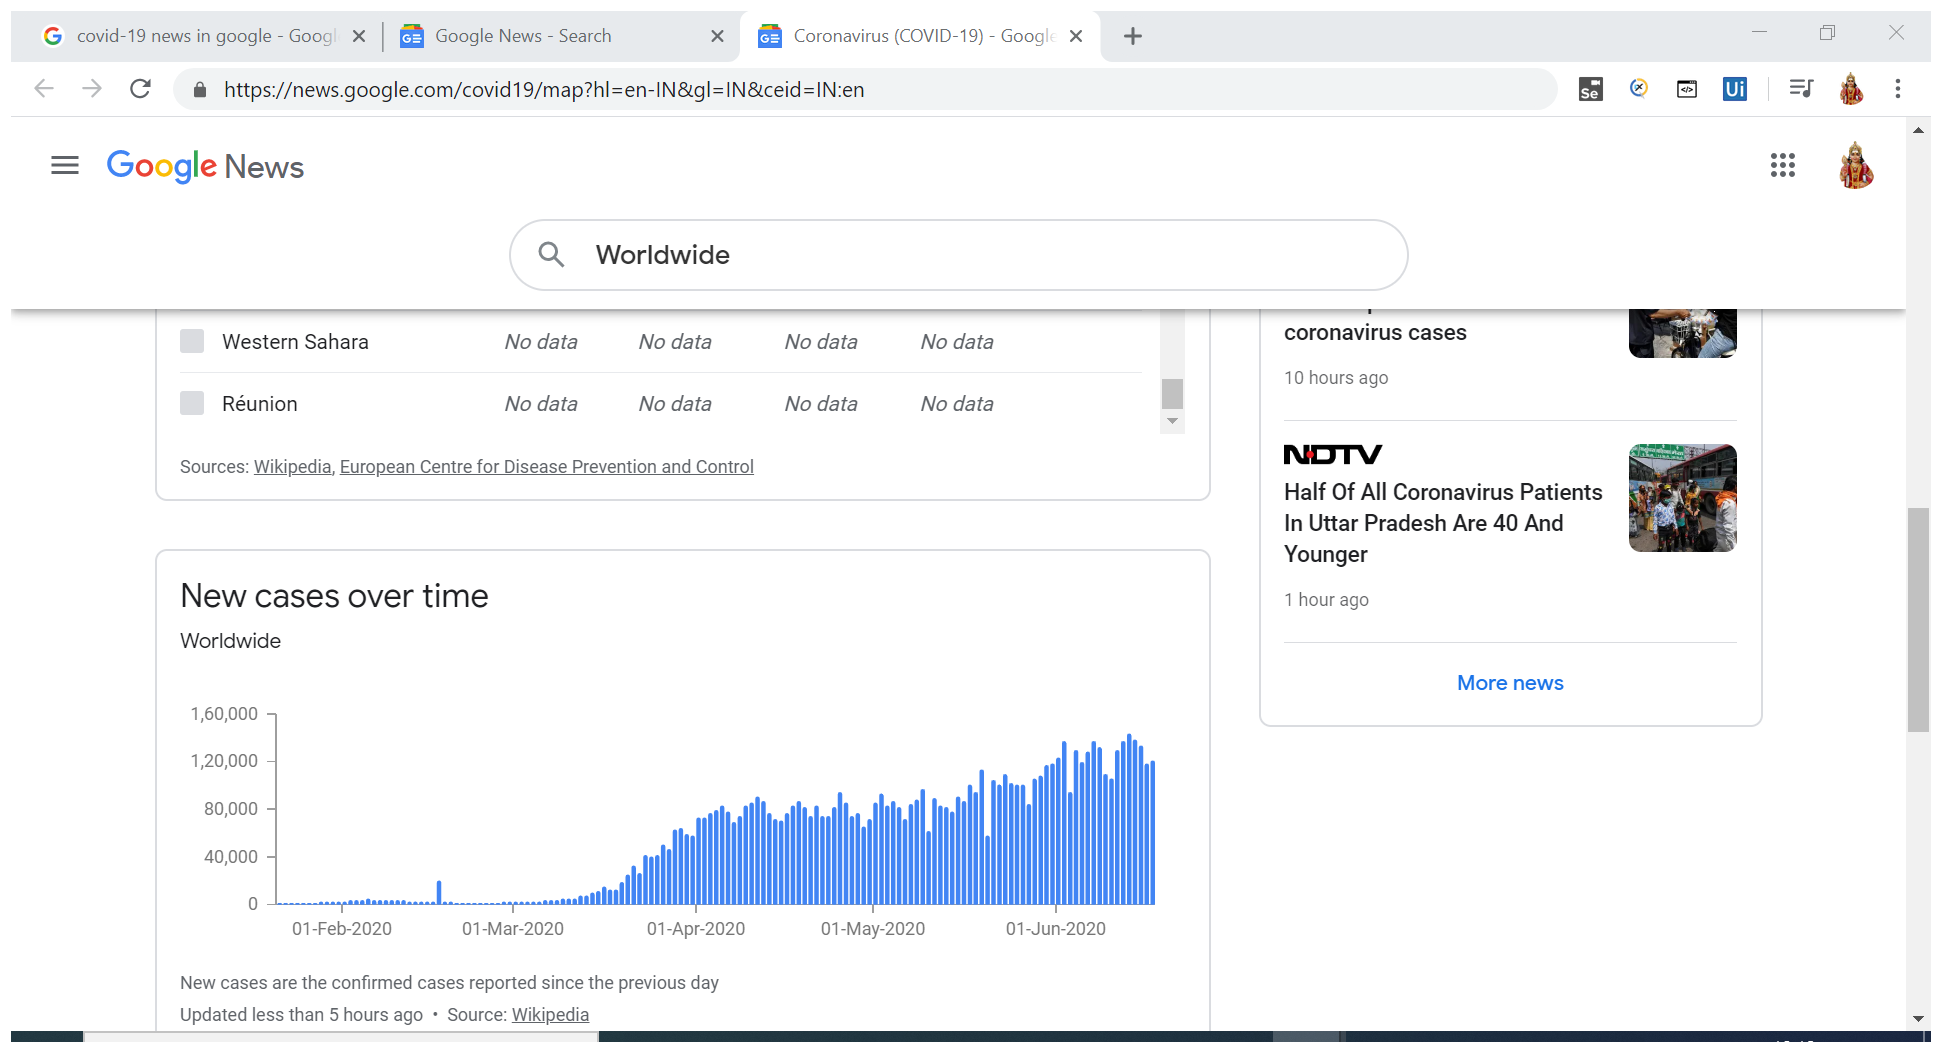 covid-19 news in google - Googl
Google News - Search
Coronavirus (COVID-19) - Google
https://news.google.com/covid19/map?hl=en-IN&gl=IN&ceid=IN:en
Se
Ui
Google News
Worldwide
Western Sahara No data No data No data No data
Réunion No data No data No data No data
Sources: Wikipedia, European Centre for Disease Prevention and Control
coronavirus cases
10 hours ago
NDTV
Half Of All Coronavirus Patients
In Uttar Pradesh Are 40 And
Younger
1 hour ago
More news
New cases over time
Worldwide
1,60,000
1,20,000
80,000
40,000
0
01-Feb-2020 01-Mar-2020 01-Apr-2020 01-May-2020 01-Jun-2020
New cases are the confirmed cases reported since the previous day
Updated less than 5 hours ago • Source: Wikipedia